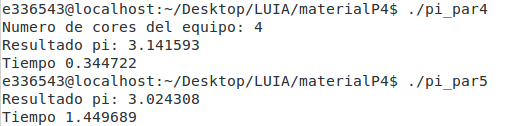 e336543@localhost:~/Desktop/LUIA/materialP4$ ./pi_par4
Numero de cores del equipo: 4
Resultado pi: 3.141593
Tiempo 0.344722
e336543@localhost:~/Desktop/LUIA/materialP4$ ./pi_par5
Resultado pi: 3.024308
Tiempo 1.449689